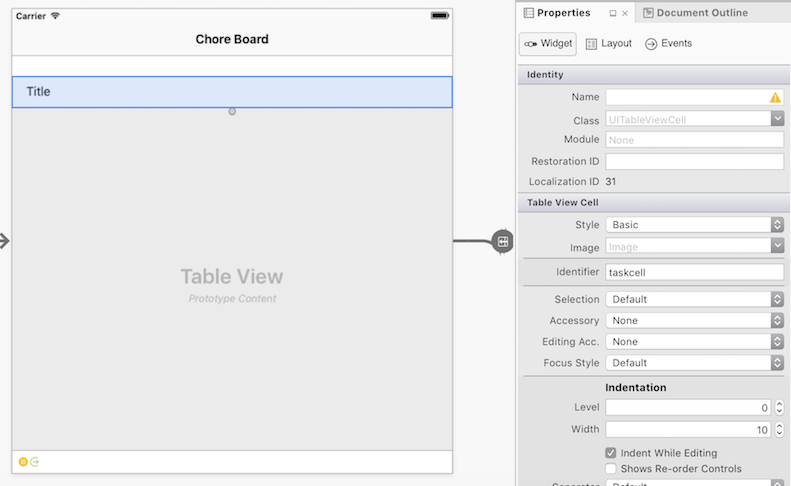 Carrier
Chore Board
Title
Table View
Prototype Content
Properties
Document Outline
Widget
Layout
Events
Identity
Name
Class UITableViewCell
Module None
Restoration ID
Localization ID 31
Table View Cell
Style Basic
Image Image
Identifier taskcell
Selection Default
Accessory None
Editing Acc. None
Focus Style Default
Indentation
Level 0
Width 10
Indent While Editing
Shows Re-order Controls